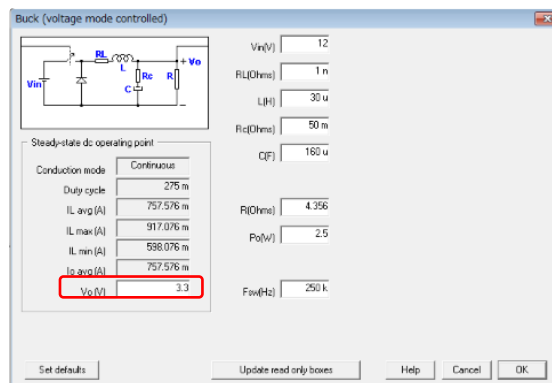 Buck (voltage mode controlled)
RL
L
+ Vo
Rc
R
C
Vin
-
Steady-state dc operating point
Conduction mode Continuous
Duty cycle 275 m
IL avg (A) 757.576 m
IL max (A) 917.076 m
IL min (A) 598.076 m
Io avg (A) 757.576 m
Vo (V) 3.3
Vin(V) 12
RL(Ohms) 1 n
L(H) 30 u
Rc(Ohms) 50 m
C(F) 160 u
R(Ohms) 4.356
Po(W) 2.5
Fsw(Hz) 250 k
Set defaults
Update read only boxes
Help
Cancel
OK